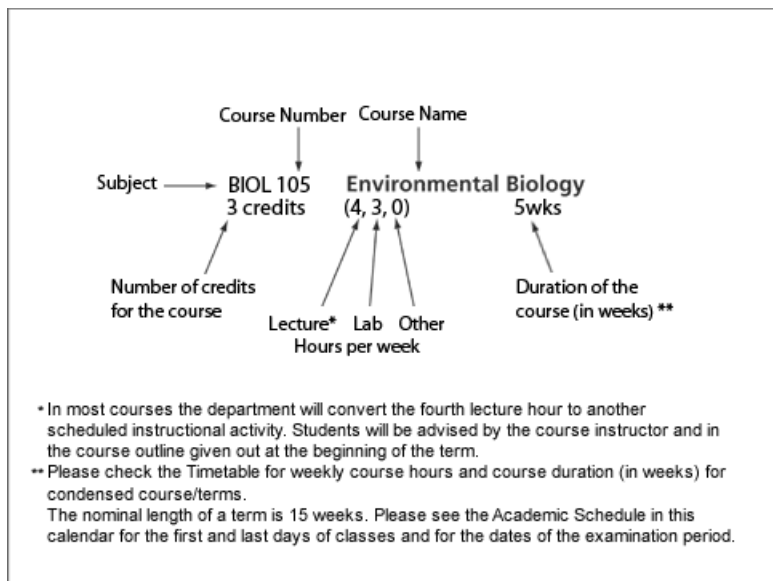 Course Number Course Name
Subject BIOL 105 Environmental Biology
3 credits (4, 3, 0) 5wks
Number of credits
for the course
Lecture* Lab Other
Hours per week
Duration of the
course (in weeks) **
* In most courses the department will convert the fourth lecture hour to another
scheduled instructional activity. Students will be advised by the course instructor and in
the course outline given out at the beginning of the term.
** Please check the Timetable for weekly course hours and course duration (in weeks) for
condensed course/terms.
The nominal length of a term is 15 weeks. Please see the Academic Schedule in this
calendar for the first and last days of classes and for the dates of the examination period.